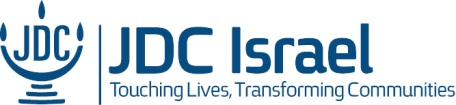 JDC
JDC Israel
Touching Lives, Transforming Communities